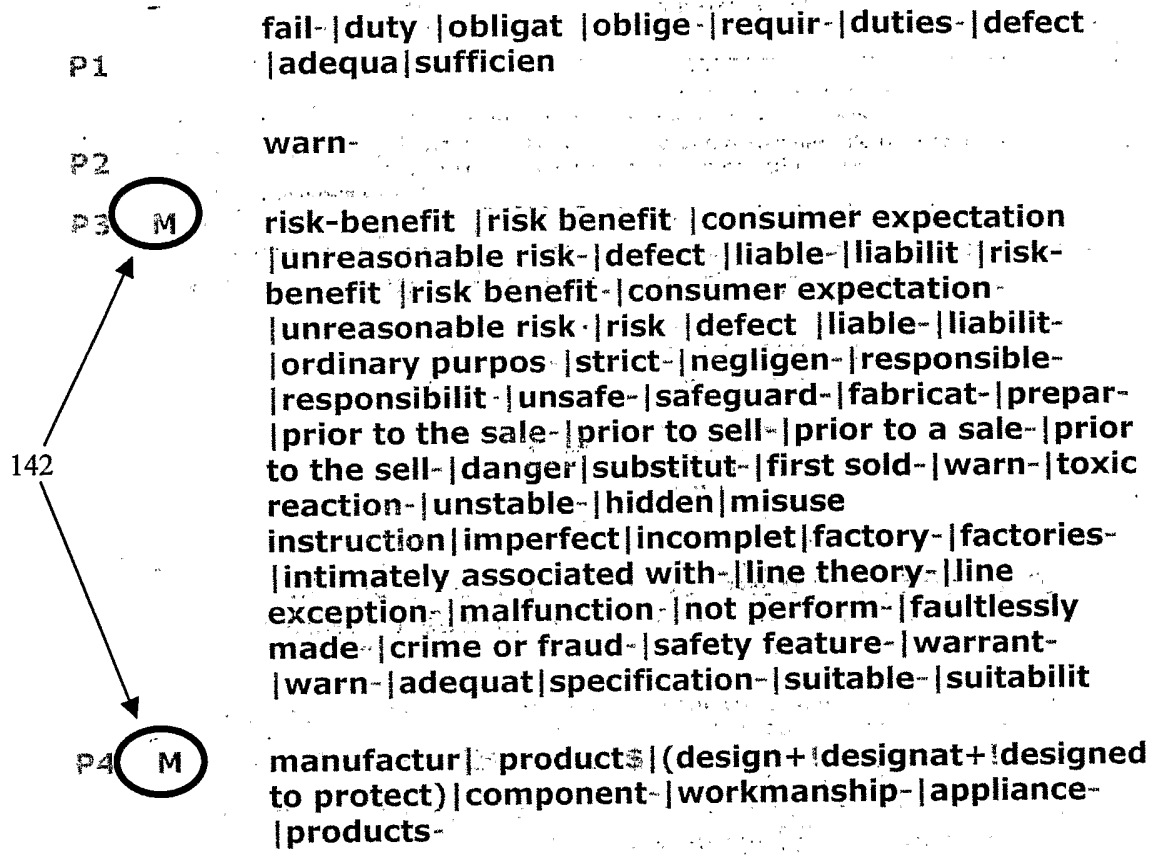 fail- |duty |obligat |oblige-|requir-|duties-|defect
P1 |adequa|sufficien
warn-
P2
P3 M risk-benefit |risk benefit |consumer expectation
|unreasonable risk-|defect |liable-|liabilit |risk-
benefit |risk benefit-|consumer expectation-
|unreasonable risk |risk |defect |liable-|liabilit-
|ordinary purpos |strict-|negligen-|responsible-
|responsibilit |unsafe-|safeguard-|fabricat-|prepar-
|prior to the sale-|prior to sell-|prior to a sale-|prior
142 to the sell-|danger|substitut-|first sold-|warn-|toxic
reaction-|unstable-|hidden|misuse
instruction|imperfect|incomplet|factory-|factories-
|intimately associated with-|line theory-|line
exception-|malfunction |not perform-|faultlessly
made |crime or fraud-|safety feature-|warrant-
|warn-|adequat|specification-|suitable-|suitabilit
P4 M manufactur| product$|(design+!designat+!designed
to protect)|component-|workmanship-|appliance-
|products-